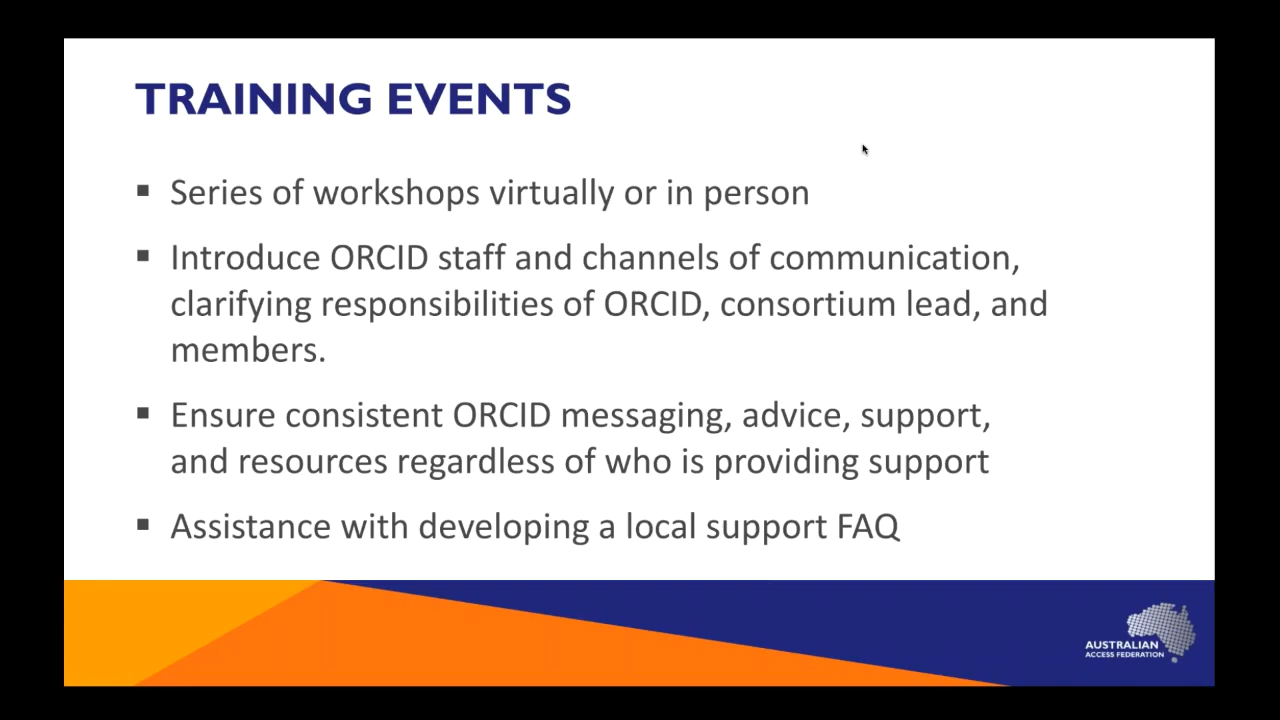 TRAINING EVENTS
▪ Series of workshops virtually or in person
▪ Introduce ORCID staff and channels of communication,
clarifying responsibilities of ORCID, consortium lead, and
members.
▪ Ensure consistent ORCID messaging, advice, support,
and resources regardless of who is providing support
▪ Assistance with developing a local support FAQ
AUSTRALIAN
ACCESS FEDERATION